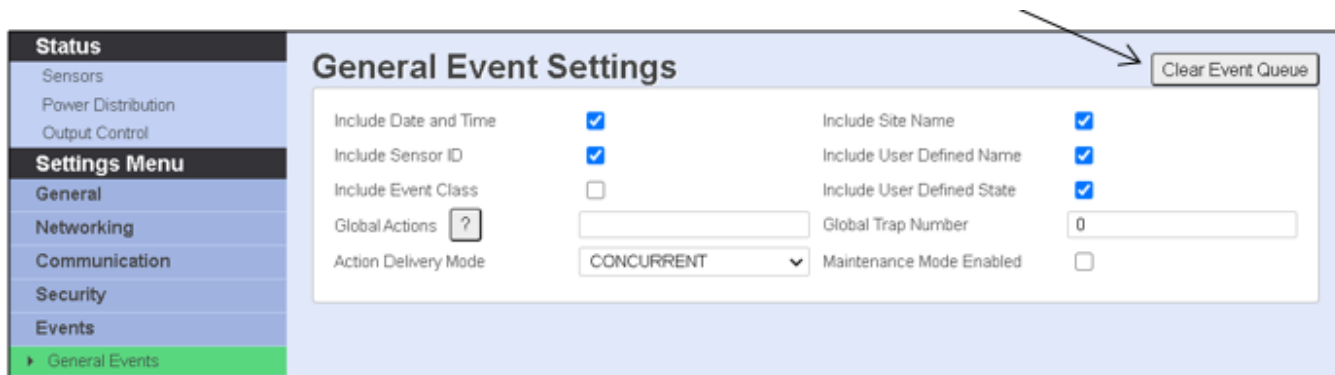 Status
Sensors
Power Distribution
Output Control
Settings Menu
General
Networking
Communication
Security
Events
General Events
General Event Settings
Clear Event Queue
Include Date and Time
Include Site Name
Include Sensor ID
Include User Defined Name
Include Event Class
Include User Defined State
Global Actions ?
Global Trap Number 0
Action Delivery Mode CONCURRENT
Maintenance Mode Enabled